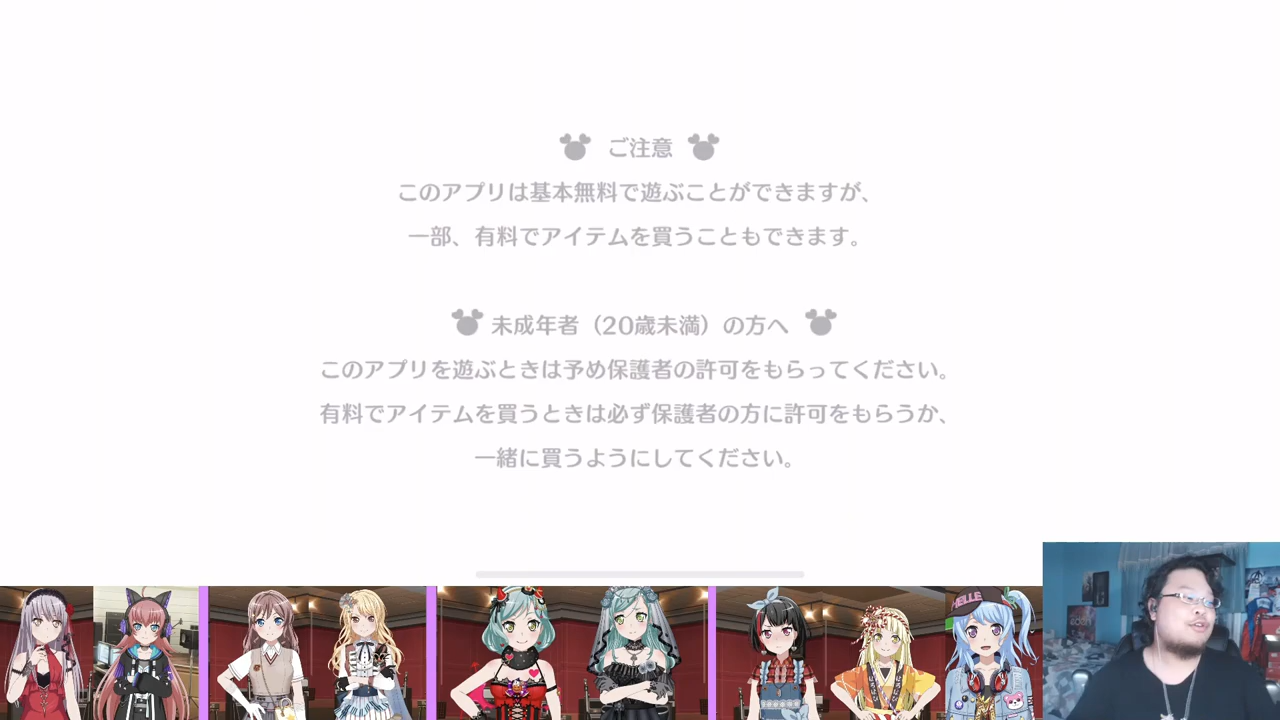 ご注意
このアプリは基本無料で遊ぶことができますが、
一部、有料でアイテムを買うこともできます。
未成年者（20歳未満）の方へ
このアプリを遊ぶときは予め保護者の許可をもらってください。
有料でアイテムを買うときは必ず保護者の方に許可をもらうか、
一緒に買うようにしてください。